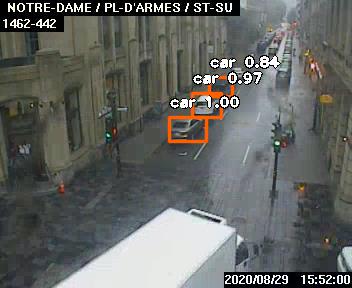 NOTRE-DAME / PL-D'ARMES / ST-SU
1462-442
car 0.84
car 0.97
car 1.00
2020/08/29 15:52:00